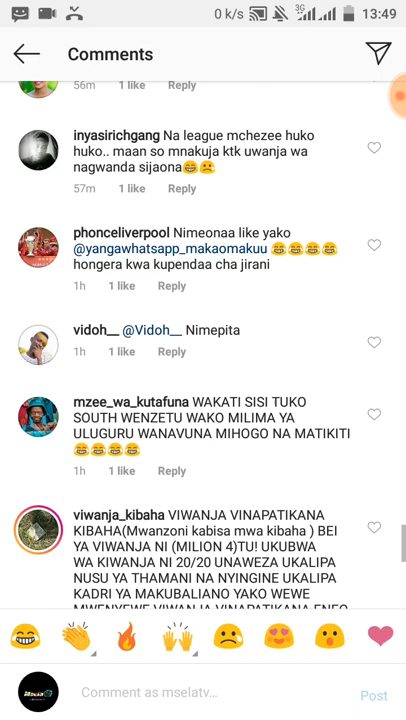 0 k/s 3G 13:49
Comments
56m 1 like Reply
inyasirichgang Na league mchezee huko
huko.. maan so mnakuja ktk uwanja wa
nagwanda sijaona😂😢
57m 1 like Reply
phonceliverpool Nimeonaa like yako
@yangawhatsapp_makaomakuu 😂😂😂😂
hongera kwa kupendaa cha jirani
1h 1 like Reply
vidoh__ @Vidoh__ Nimepita
1h 1 like Reply
mzee_wa_kutafuna WAKATI SISI TUKO
SOUTH WENZETU WAKO MILIMA YA
ULUGURU WANAVUNA MIHOGO NA MATIKITI
😂😂😂😂
1h 1 like Reply
viwanja_kibaha VIWANJA VINAPATIKANA
KIBAHA(Mwanzoni kabisa mwa kibaha ) BEI
YA VIWANJA NI (MILION 4)TU! UKUBWA
WA KIWANJA NI 20/20 UNAWEZA UKALIPA
NUSU YA THAMANI NA NYINGINE UKALIPA
KADRI YA MAKUBALIANO YAKO WEWE
MWENYEWE VIWANJA VINAPATIKANA ENEO
😂 👏 🔥 🙌 😢 😍 😮 ❤
Comment as mselatv... Post